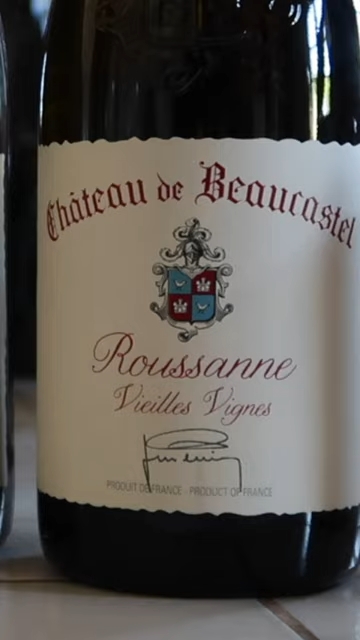 Château de Beaucastel
Roussanne
Vieilles Vignes
PRODUIT DE FRANCE - PRODUCT OF FRANCE